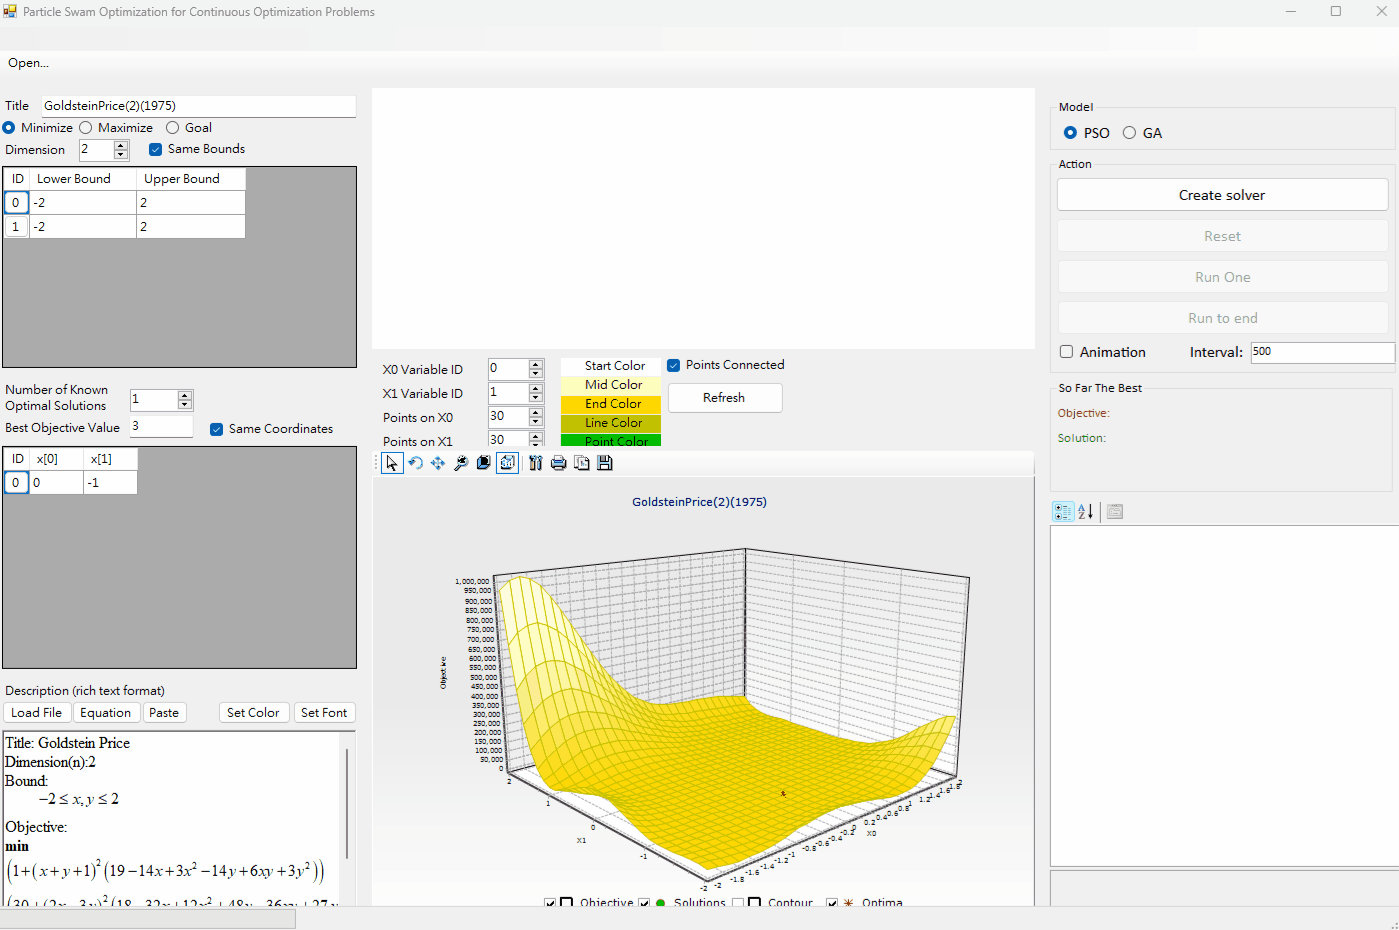 Particle Swam Optimization for Continuous Optimization Problems
Open...
Title GoldsteinPrice(2)(1975)
Minimize Maximize Goal
Dimension 2 Same Bounds
ID Lower Bound Upper Bound
0 -2 2
1 -2 2
Number of Known
Optimal Solutions 1
Best Objective Value 3 Same Coordinates
ID x[0] x[1]
0 0 -1
Description (rich text format)
Load File Equation Paste Set Color Set Font
Title: Goldstein Price
Dimension(n):2
Bound:
−2 ≤ x, y ≤ 2
Objective:
min
(1+(x+y+1)²(19−14x+3x²−14y+6xy+3y²))
(30+(2x−3y)²(18−32x+12x²+48y−36xy+27y
X0 Variable ID 0
X1 Variable ID 1
Points on X0 30
Points on X1 30
Start Color
Mid Color
End Color
Line Color
Point Color
Points Connected
Refresh
GoldsteinPrice(2)(1975)
1,000,000
950,000
900,000
850,000
800,000
750,000
700,000
650,000
600,000
550,000
500,000
450,000
400,000
350,000
300,000
250,000
200,000
150,000
100,000
50,000
0
Objective
2
1
0
-1
-2
X1
-2
-1.8
-1.6
-1.4
-1.2
-1
-0.8
-0.6
-0.4
-0.2
0
0.2
0.4
0.6
0.8
1
1.2
1.4
1.6
1.8
2
X0
Objective Solutions Contour Optima
Model
PSO GA
Action
Create solver
Reset
Run One
Run to end
Animation Interval: 500
So Far The Best
Objective:
Solution: